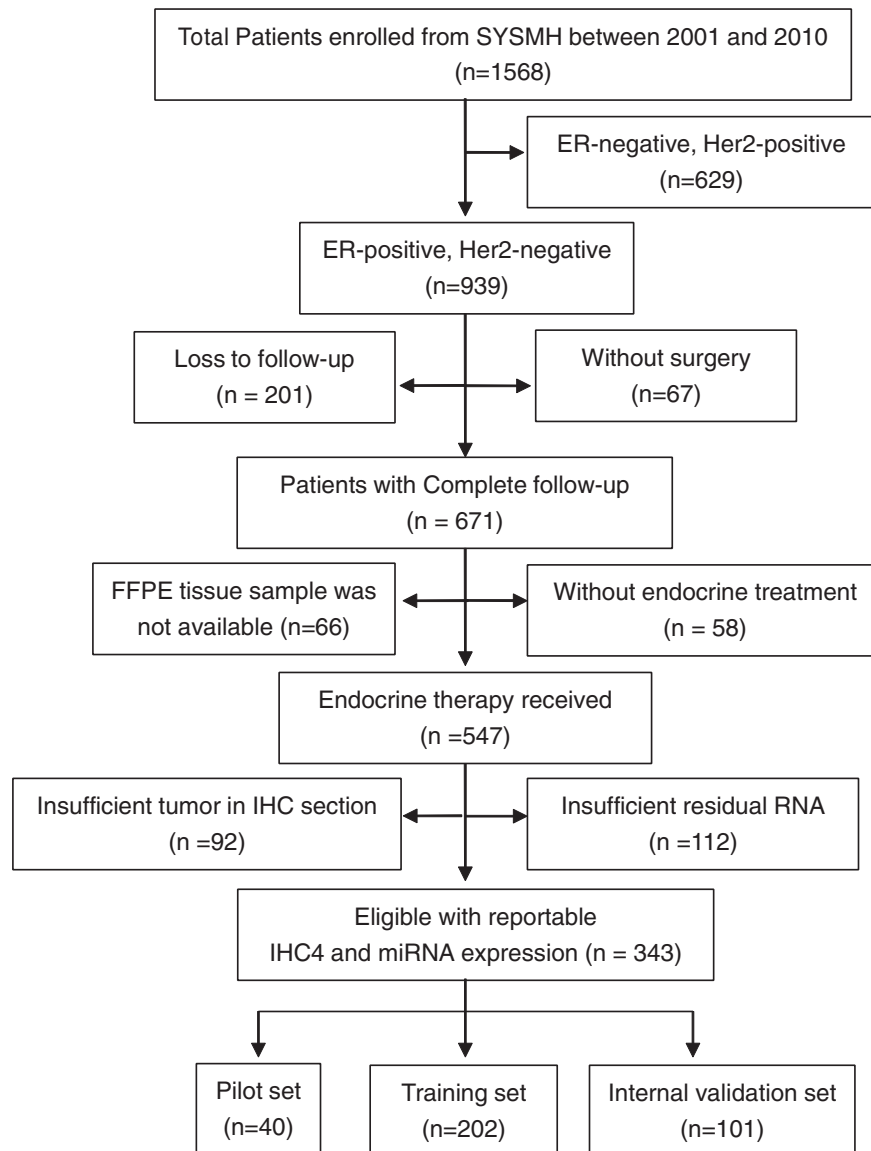 Total Patients enrolled from SYSMH between 2001 and 2010
(n=1568)
ER-negative, Her2-positive
(n=629)
ER-positive, Her2-negative
(n=939)
Loss to follow-up
(n = 201)
Without surgery
(n=67)
Patients with Complete follow-up
(n = 671)
FFPE tissue sample was
not available (n=66)
Without endocrine treatment
(n = 58)
Endocrine therapy received
(n =547)
Insufficient tumor in IHC section
(n =92)
Insufficient residual RNA
(n =112)
Eligible with reportable
IHC4 and miRNA expression (n = 343)
Pilot set
(n=40)
Training set
(n=202)
Internal validation set
(n=101)